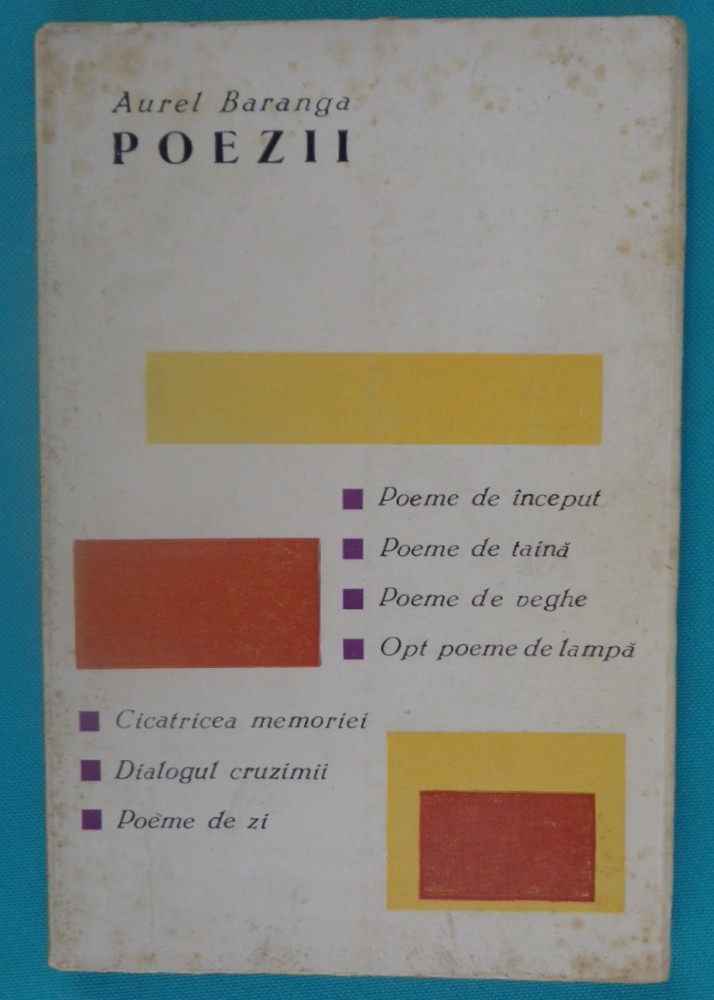 Aurel Baranga
POEZII
Poeme de început
Poeme de taină
Poeme de veghe
Opt poeme de lampă
Cicatricea memoriei
Dialogul cruzimii
Poeme de zi